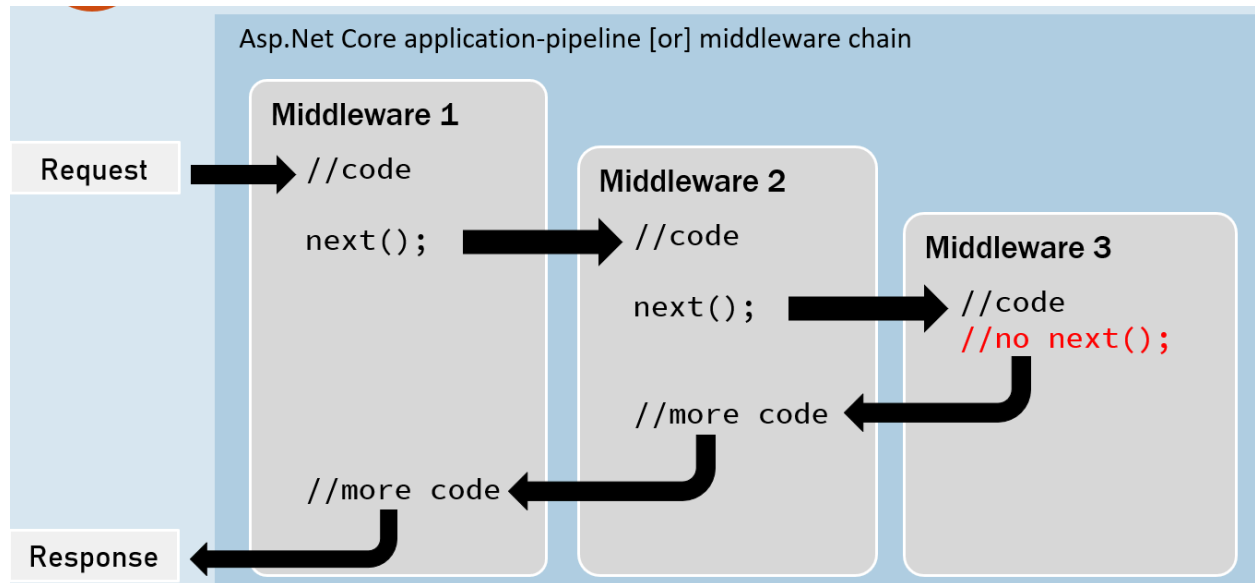 Asp.Net Core application-pipeline [or] middleware chain
Middleware 1
Request
//code
next();
Middleware 2
//code
next();
Middleware 3
//code
//no next();
//more code
//more code
Response